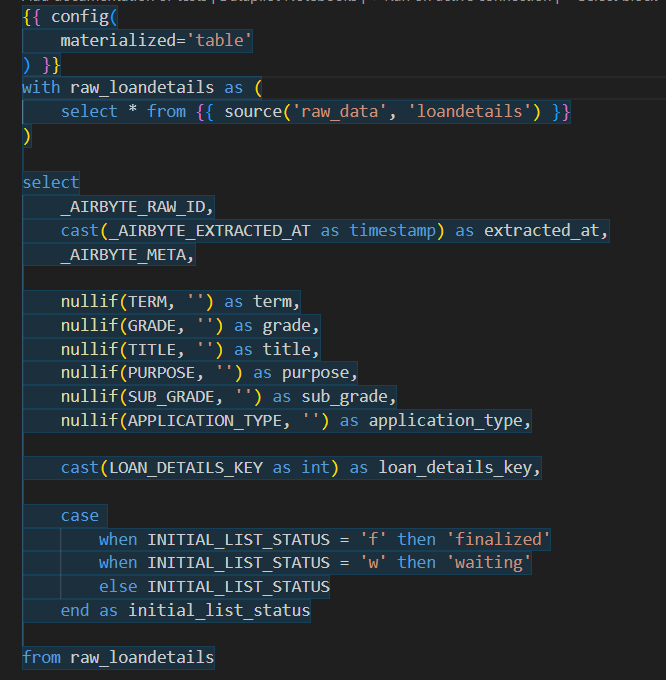 {{ config(
    materialized='table'
) }}
with raw_loandetails as (
    select * from {{ source('raw_data', 'loandetails') }}
)

select
    _AIRBYTE_RAW_ID,
    cast(_AIRBYTE_EXTRACTED_AT as timestamp) as extracted_at,
    _AIRBYTE_META,

    nullif(TERM, '') as term,
    nullif(GRADE, '') as grade,
    nullif(TITLE, '') as title,
    nullif(PURPOSE, '') as purpose,
    nullif(SUB_GRADE, '') as sub_grade,
    nullif(APPLICATION_TYPE, '') as application_type,

    cast(LOAN_DETAILS_KEY as int) as loan_details_key,

    case
        when INITIAL_LIST_STATUS = 'f' then 'finalized'
        when INITIAL_LIST_STATUS = 'w' then 'waiting'
        else INITIAL_LIST_STATUS
    end as initial_list_status

from raw_loandetails